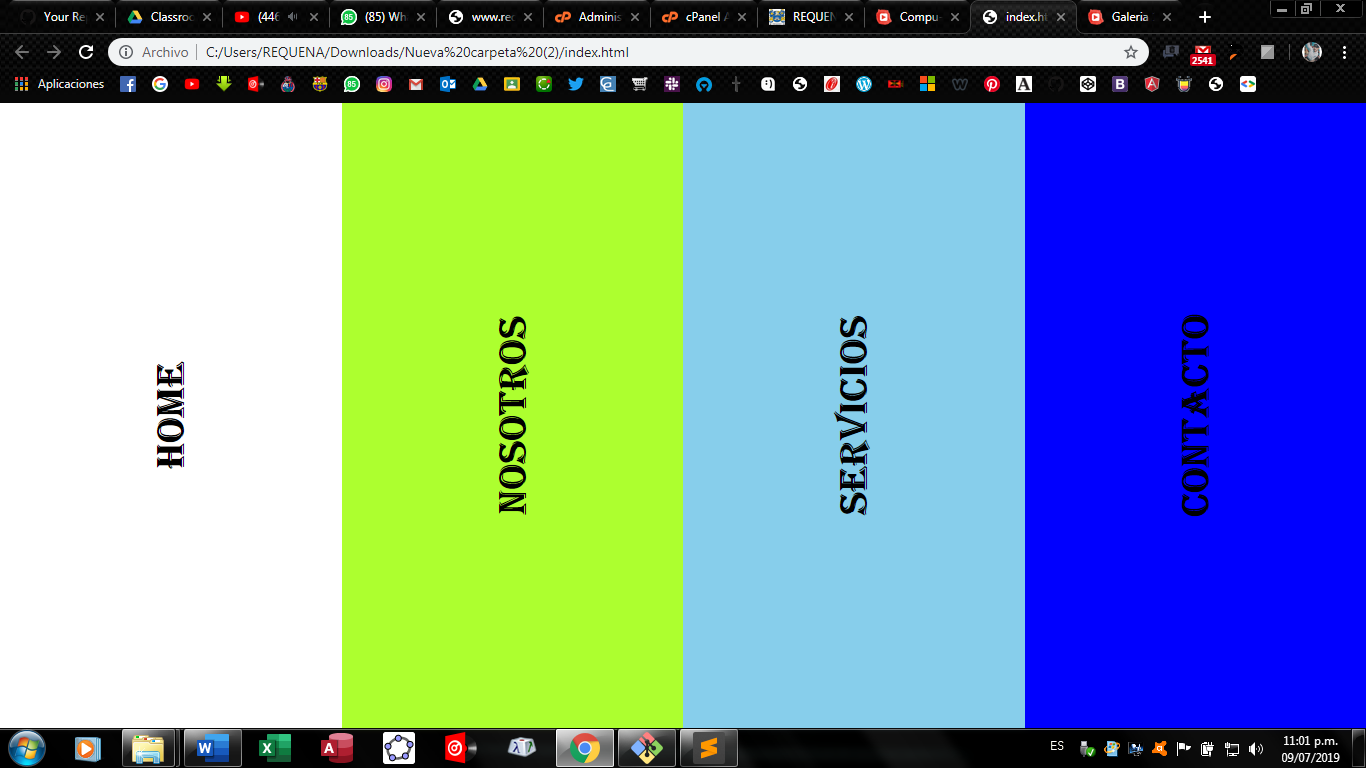 Your Re
Classroo
(446
(85) Wh
www.rec
Adminis
cPanel A
REQUEN
Compu
index.ht
Galeria
Archivo
C:/Users/REQUENA/Downloads/Nueva%20carpeta%20(2)/index.html
2541
Aplicaciones
HOME
NOSOTROS
SERVICIOS
CONTACTO
ES
11:01 p.m.
09/07/2019